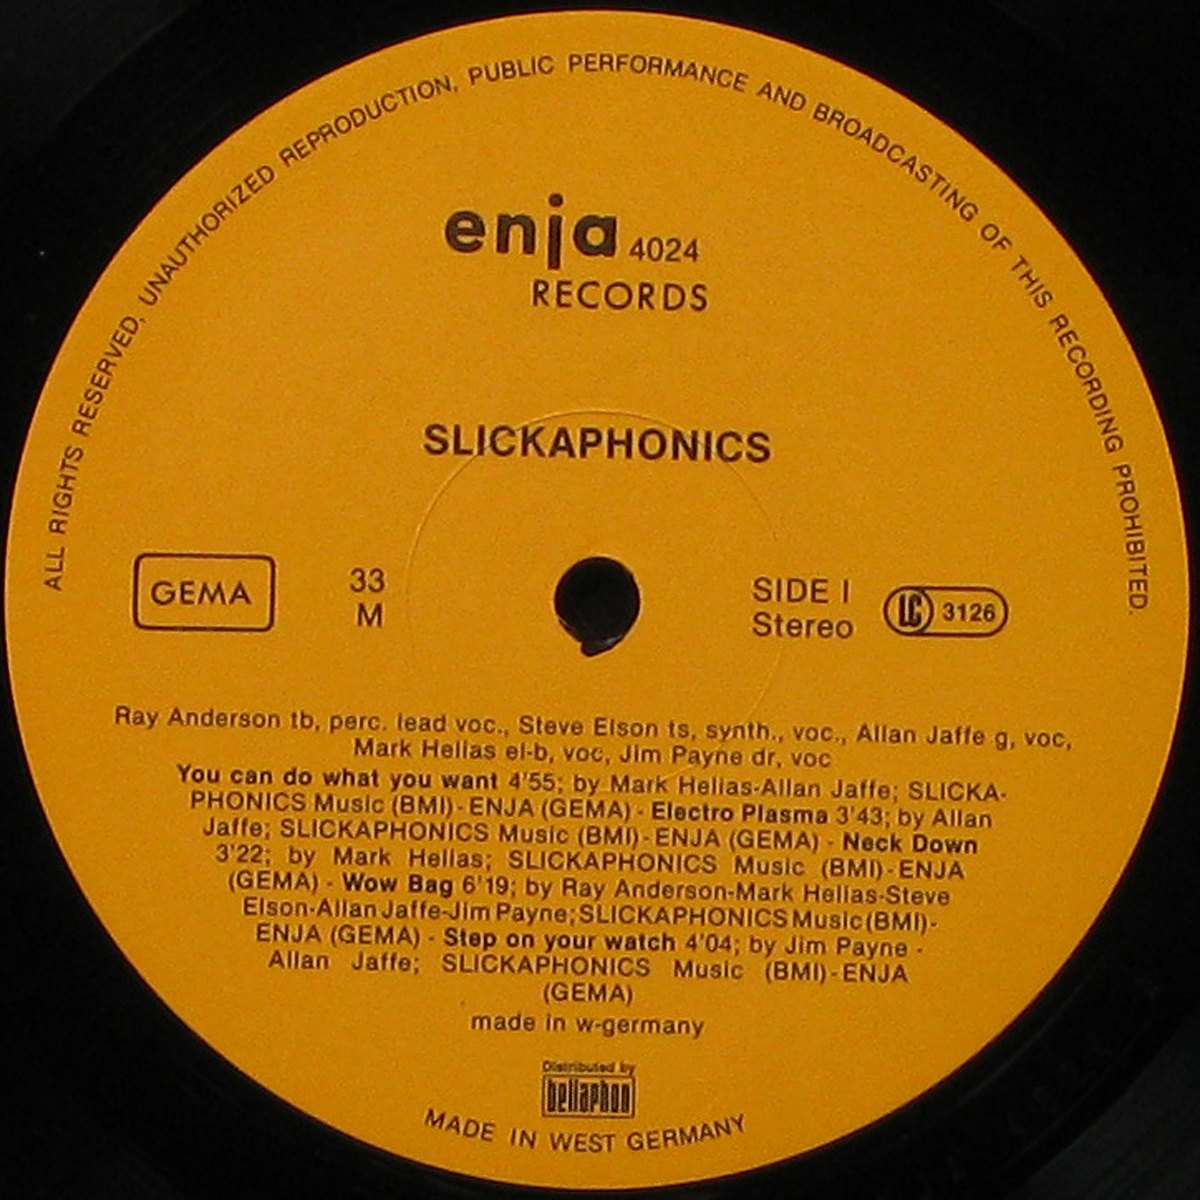 ALL RIGHTS RESERVED, UNAUTHORIZED REPRODUCTION, PUBLIC PERFORMANCE AND BROADCASTING OF THIS RECORDING PROHIBITED.
enja 4024
RECORDS
SLICKAPHONICS
GEMA
33
M
SIDE I
Stereo
LC 3126
Ray Anderson tb, perc. lead voc., Steve Elson ts, synth., voc., Allan Jaffe g, voc,
Mark Helias el-b, voc, Jim Payne dr, voc
You can do what you want 4'55; by Mark Helias-Allan Jaffe; SLICKA-
PHONICS Music (BMI)-ENJA (GEMA) - Electro Plasma 3'43; by Allan
Jaffe; SLICKAPHONICS Music (BMI)-ENJA (GEMA) - Neck Down
3'22; by Mark Helias; SLICKAPHONICS Music (BMI)-ENJA
(GEMA) - Wow Bag 6'19; by Ray Anderson-Mark Helias-Steve
Elson-Allan Jaffe-Jim Payne; SLICKAPHONICS Music (BMI)-
ENJA (GEMA) - Step on your watch 4'04; by Jim Payne -
Allan Jaffe; SLICKAPHONICS Music (BMI)-ENJA
(GEMA)
made in w-germany
Distributed by
bellaphon
MADE IN WEST GERMANY